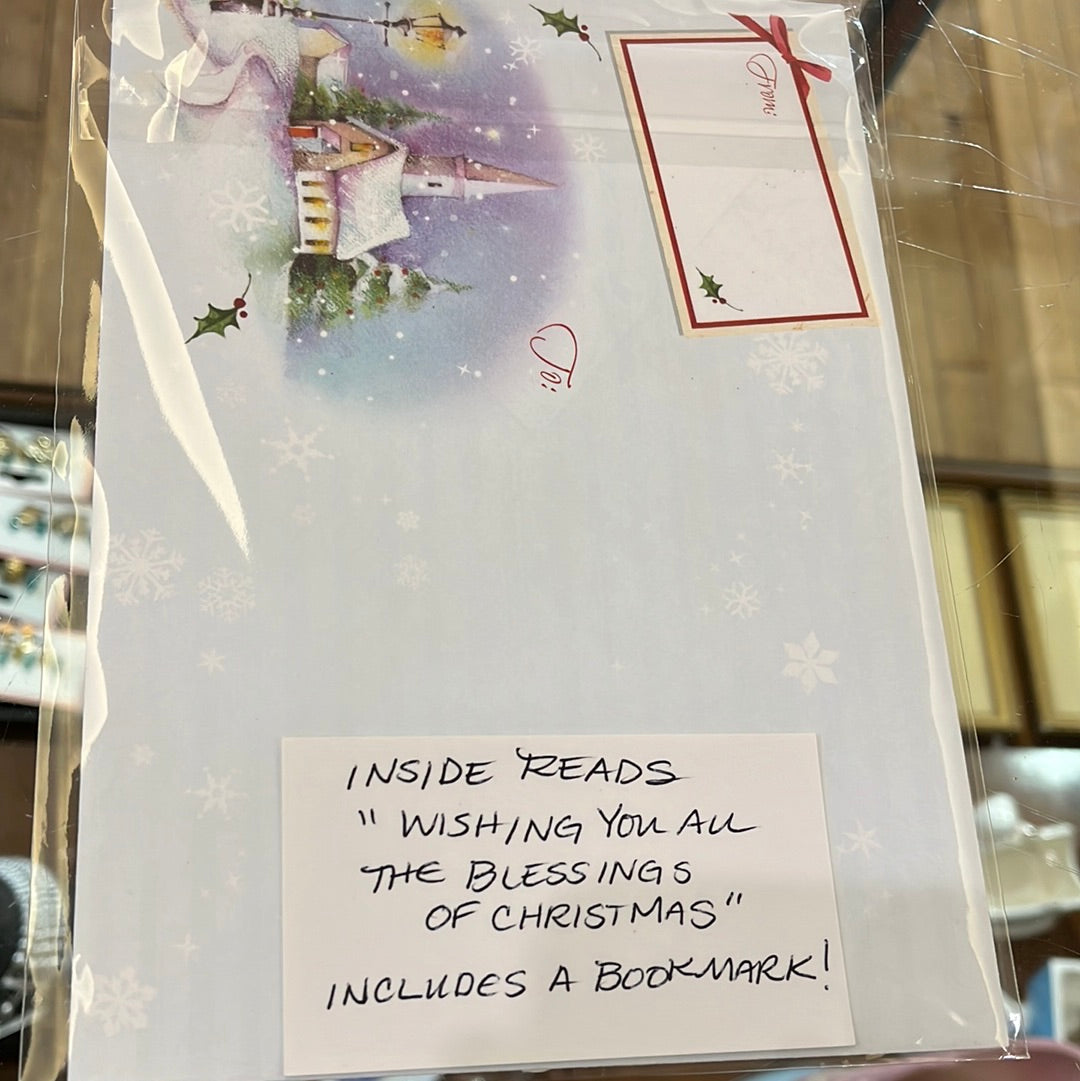 From:
To:
INSIDE READS
" WISHING YOU ALL
THE BLESSINGS
OF CHRISTMAS"
INCLUDES A BOOKMARK!